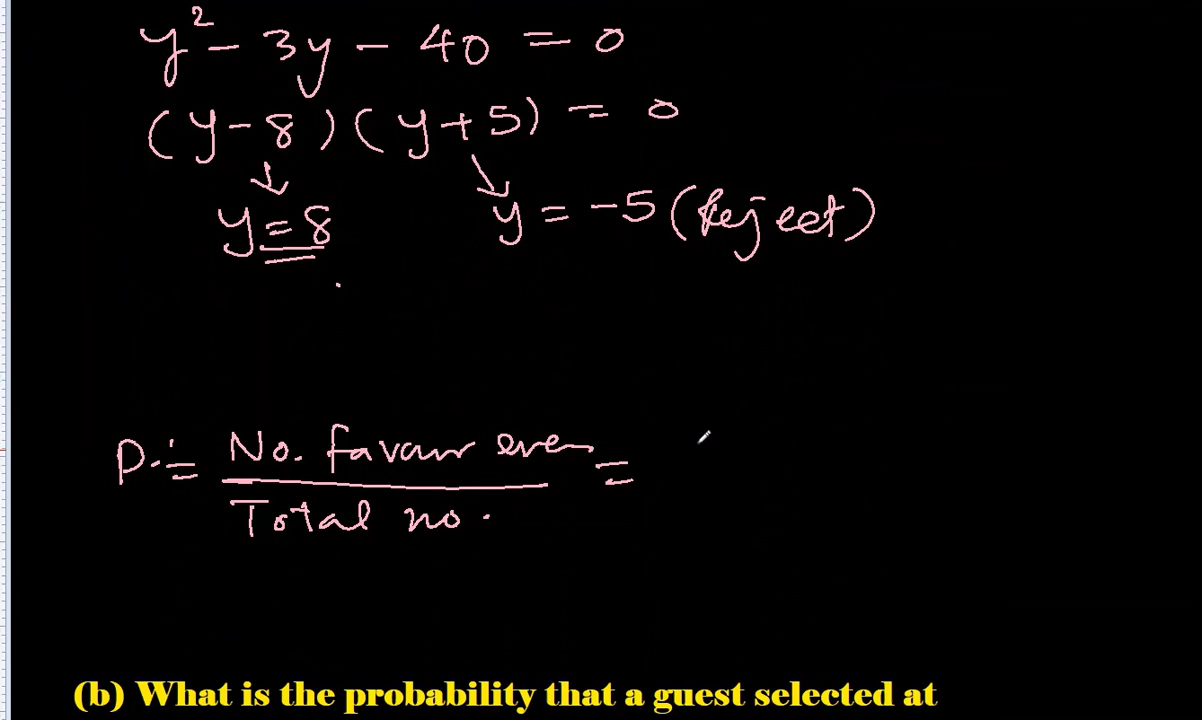 y² - 3y - 40 = 0
(y - 8)(y + 5) = 0
y = 8 y = -5 (Reject)
P. = No. favour even =
Total no.
(b) What is the probability that a guest selected at